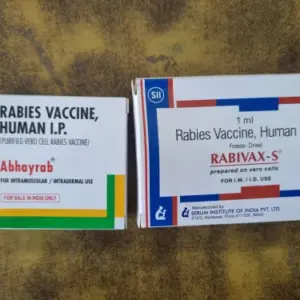 RABIES VACCINE,
HUMAN I.P.
(PURIFIED VERO CELL RABIES VACCINE)
Abhayrab®
FOR INTRAMUSCULAR / INTRADERMAL USE
FOR SALE IN INDIA ONLY
SII
1 ml
Rabies Vaccine, Human
Freeze-Dried
RABIVAX-S®
prepared on vero cells
FOR I.M. / I.D. USE
Manufactured by:
SERUM INSTITUTE OF INDIA PVT. LTD.